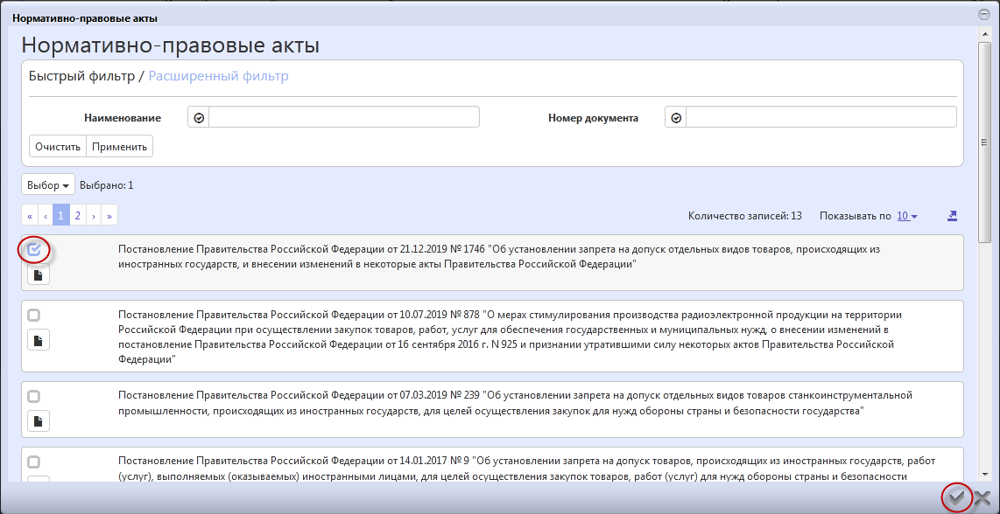 Нормативно-правовые акты
Нормативно-правовые акты
Быстрый фильтр / Расширенный фильтр
Наименование Номер документа
Очистить Применить
Выбор Выбрано: 1
« ‹ 1 2 › » Количество записей: 13 Показывать по 10
Постановление Правительства Российской Федерации от 21.12.2019 № 1746 "Об установлении запрета на допуск отдельных видов товаров, происходящих из
иностранных государств, и внесении изменений в некоторые акты Правительства Российской Федерации"
Постановление Правительства Российской Федерации от 10.07.2019 № 878 "О мерах стимулирования производства радиоэлектронной продукции на территории
Российской Федерации при осуществлении закупок товаров, работ, услуг для обеспечения государственных и муниципальных нужд, о внесении изменений в
постановление Правительства Российской Федерации от 16 сентября 2016 г. N 925 и признании утратившими силу некоторых актов Правительства Российской
Федерации"
Постановление Правительства Российской Федерации от 07.03.2019 № 239 "Об установлении запрета на допуск отдельных видов товаров станкоинструментальной
промышленности, происходящих из иностранных государств, для целей осуществления закупок для нужд обороны страны и безопасности государства"
Постановление Правительства Российской Федерации от 14.01.2017 № 9 "Об установлении запрета на допуск товаров, происходящих из иностранных государств, работ
(услуг), выполняемых (оказываемых) иностранными лицами, для целей осуществления закупок товаров, работ (услуг) для нужд обороны страны и безопасности